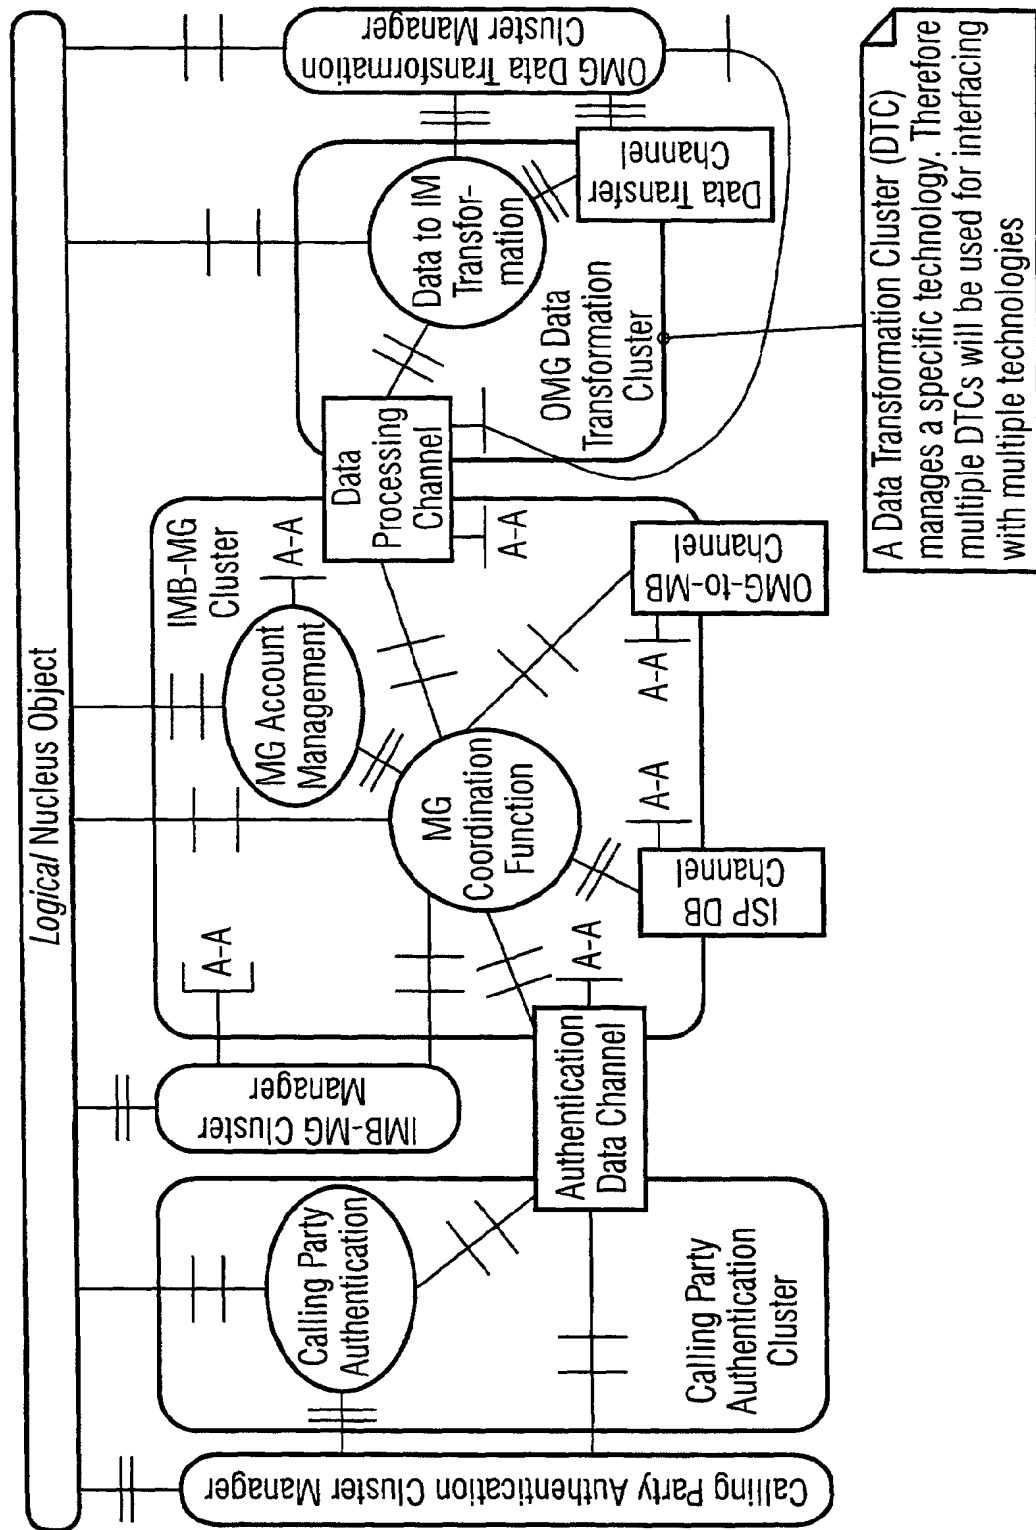 Logical Nucleus Object
Calling Party Authentication Cluster Manager
Calling Party
Authentication
Calling Party
Authentication
Cluster
IMB-MG Cluster
Manager
A-A
Authentication
Data Channel
A-A
IMB-MG
Cluster
MG Account
Management
A-A
MG
Coordination
Function
ISP DB
Channel
A-A
OMG-to-MB
Channel
A-A
Data
Processing
Channel
A-A
Data to IM
Transfor-
mation
OMG Data
Transformation
Cluster
Data Transfer
Channel
OMG Data Transformation
Cluster Manager
A Data Transformation Cluster (DTC)
manages a specific technology. Therefore
multiple DTCs will be used for interfacing
with multiple technologies